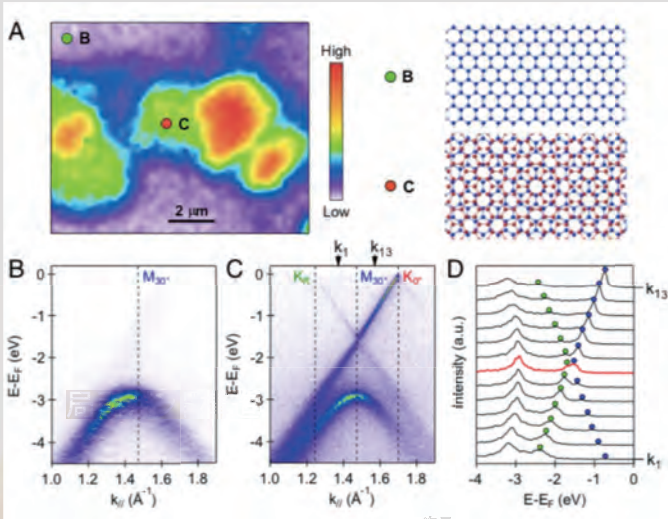 A
B
C
2 μm
High
Low
B
C
B
M30°
0
-1
-2
-3
-4
E-EF (eV)
1.0 1.2 1.4 1.6 1.8
k// (Å-1)
C
k1 k13
M30° K0°
0
-1
-2
-3
-4
E-EF (eV)
1.0 1.2 1.4 1.6 1.8
k// (Å-1)
D
Intensity (a.u.)
k13
k1
-4 -3 -2 -1 0
E-EF (eV)